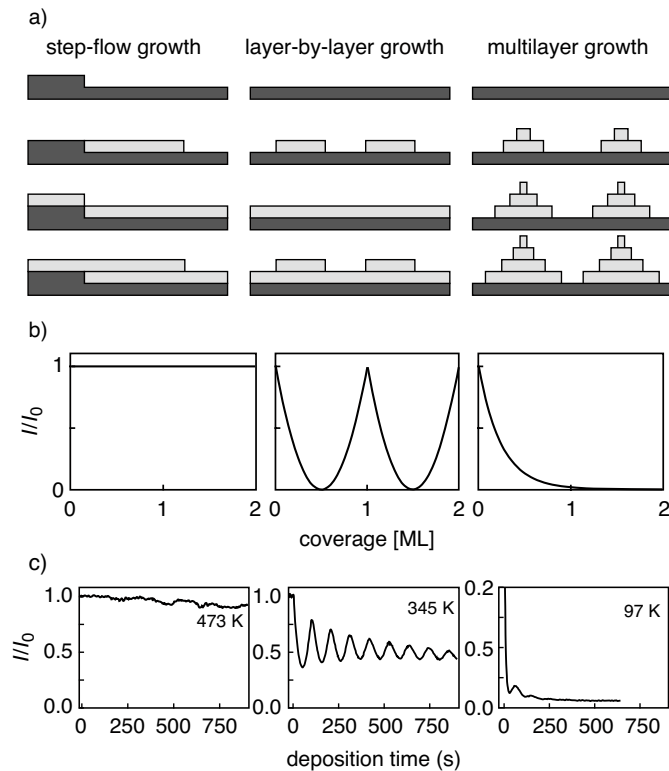 a)
step-flow growth layer-by-layer growth multilayer growth
b)
1
I/I0
0
0 1 2 0 1 2 0 1 2
coverage [ML]
c)
1.0 1.0 0.2
473 K 345 K 97 K
I/I0
0.5 0.5 0.5
0.0 0.0 0.0
0 250 500 750 0 250 500 750 0 250 500 750
deposition time (s)